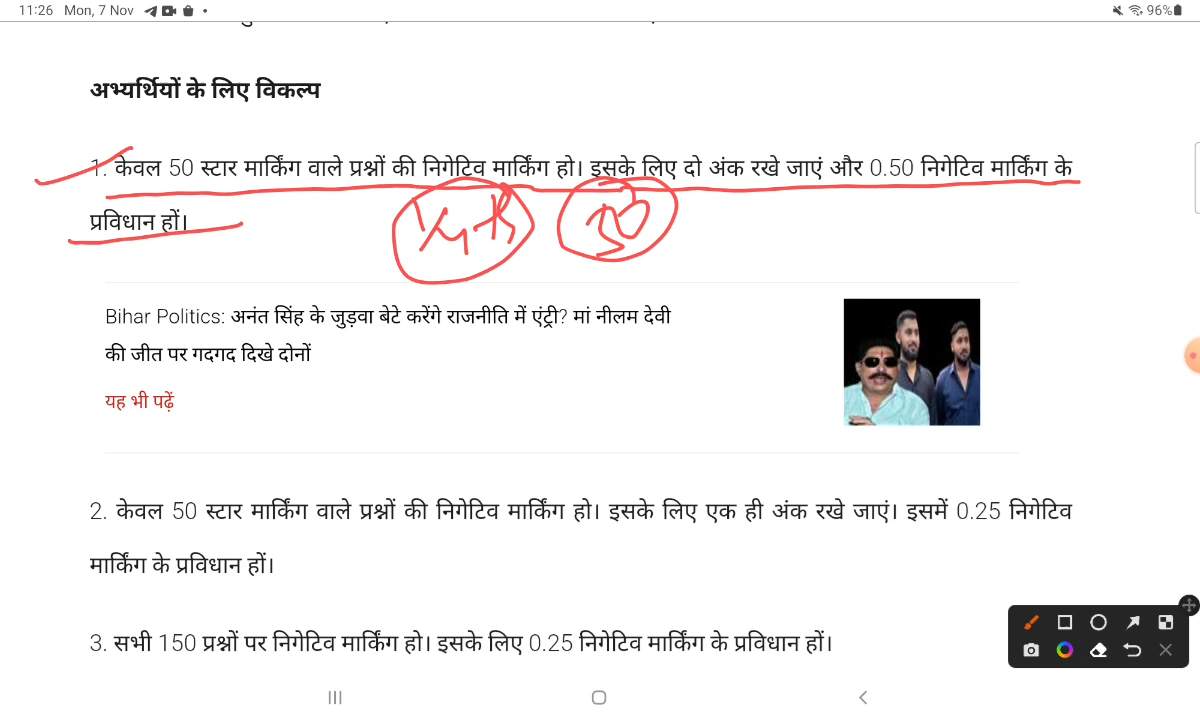 11:26 Mon, 7 Nov
96%
अभ्यर्थियों के लिए विकल्प
1. केवल 50 स्टार मार्किंग वाले प्रश्नों की निगेटिव मार्किंग हो। इसके लिए दो अंक रखे जाएं और 0.50 निगेटिव मार्किंग के
प्रविधान हों।
Bihar Politics: अनंत सिंह के जुड़वा बेटे करेंगे राजनीति में एंट्री? मां नीलम देवी
की जीत पर गदगद दिखे दोनों
यह भी पढ़ें
2. केवल 50 स्टार मार्किंग वाले प्रश्नों की निगेटिव मार्किंग हो। इसके लिए एक ही अंक रखे जाएं। इसमें 0.25 निगेटिव
मार्किंग के प्रविधान हों।
3. सभी 150 प्रश्नों पर निगेटिव मार्किंग हो। इसके लिए 0.25 निगेटिव मार्किंग के प्रविधान हों।